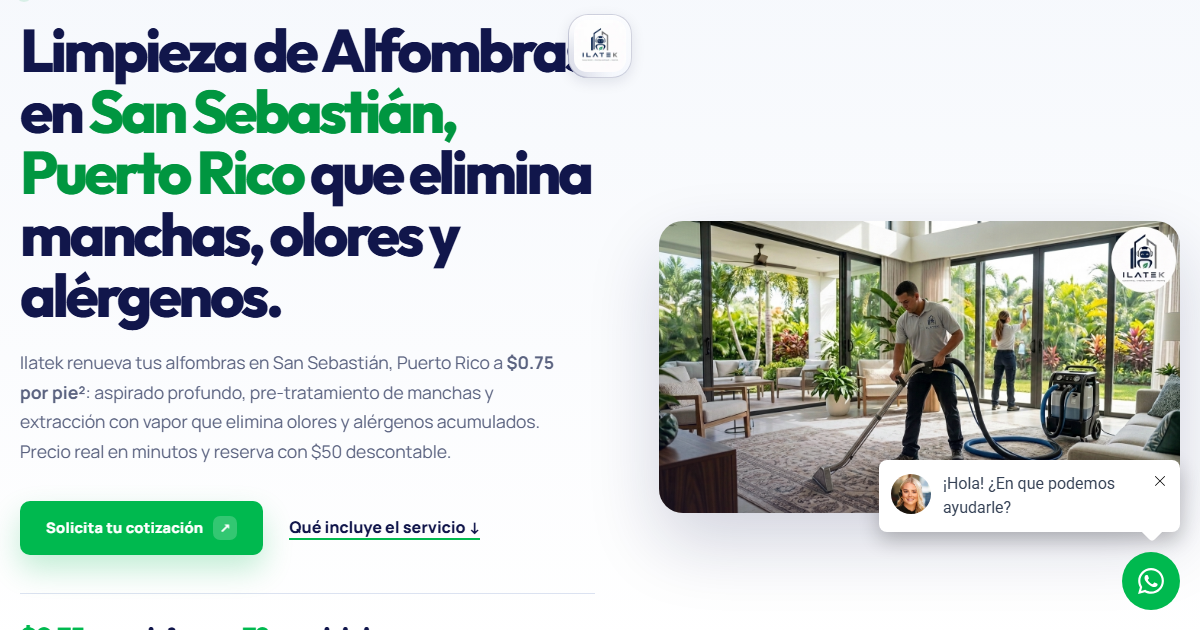 Limpieza de Alfombras
en San Sebastián,
Puerto Rico que elimina
manchas, olores y
alérgenos.
ILATEK
ILATEK
Ilatek renueva tus alfombras en San Sebastián, Puerto Rico a $0.75
por pie²: aspirado profundo, pre-tratamiento de manchas y
extracción con vapor que elimina olores y alérgenos acumulados.
Precio real en minutos y reserva con $50 descontable.
Solicita tu cotización ↗
Qué incluye el servicio ↓
¡Hola! ¿En que podemos
ayudarle?